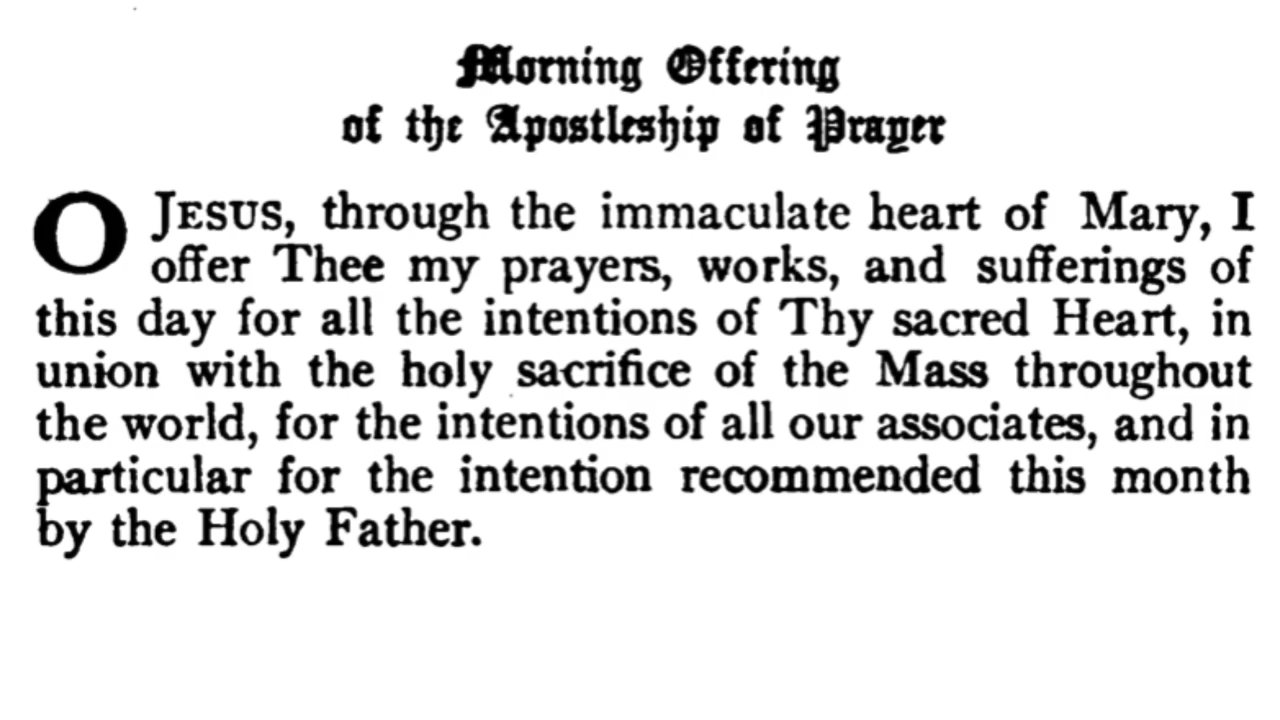 Morning Offering
of the Apostleship of Prayer
O JESUS, through the immaculate heart of Mary, I
offer Thee my prayers, works, and sufferings of
this day for all the intentions of Thy sacred Heart, in
union with the holy sacrifice of the Mass throughout
the world, for the intentions of all our associates, and in
particular for the intention recommended this month
by the Holy Father.